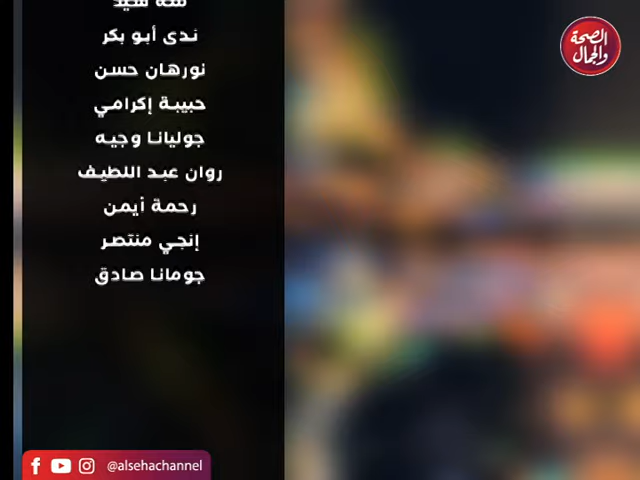 ندى أبو بكر
نورهان حسن
حبيبة إكرامي
جوليانا وجيه
روان عبد اللطيف
رحمة أيمن
إنجي منتصر
جومانا صادق
الصحة
والجمال
@alsehachannel